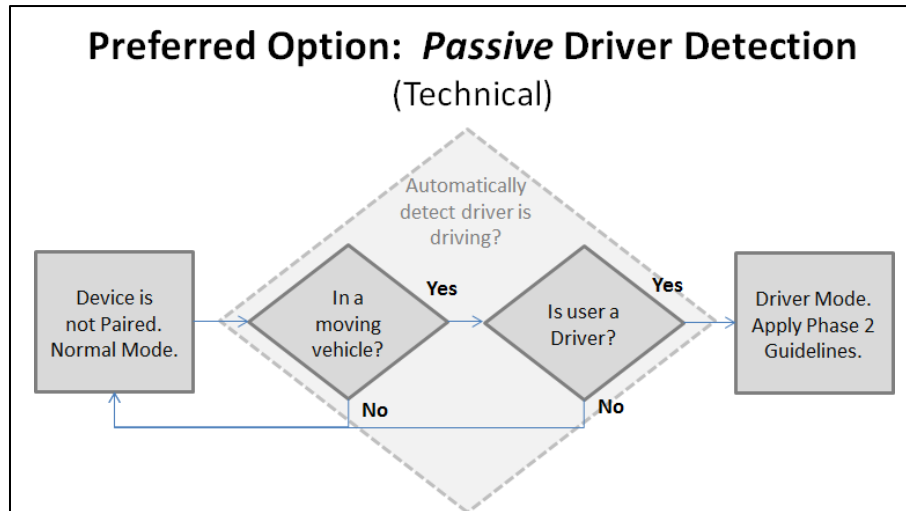 Preferred Option: Passive Driver Detection
(Technical)
Automatically
detect driver is
driving?
Device is
not Paired.
Normal Mode.
In a
moving
vehicle?
Yes
No
Is user a
Driver?
Yes
No
Driver Mode.
Apply Phase 2
Guidelines.